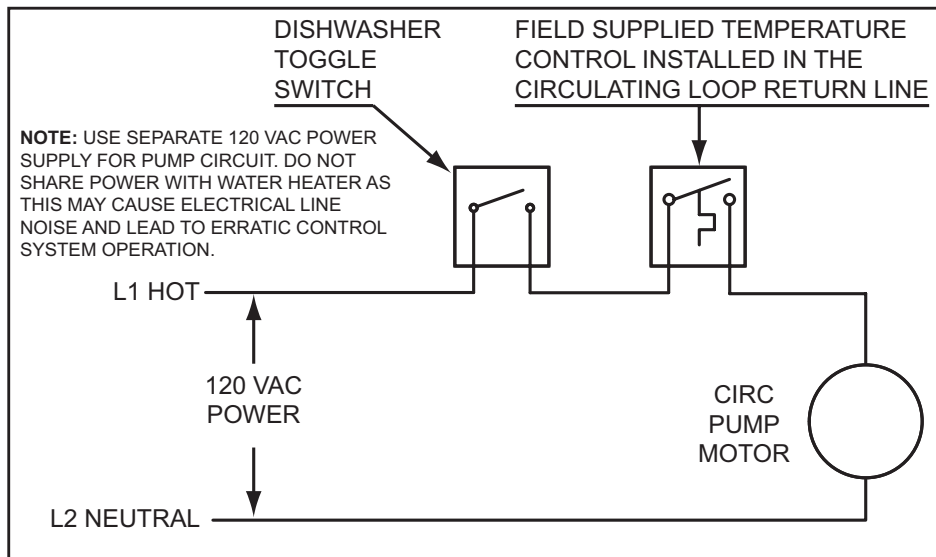 DISHWASHER
TOGGLE
SWITCH
FIELD SUPPLIED TEMPERATURE
CONTROL INSTALLED IN THE
CIRCULATING LOOP RETURN LINE
NOTE: USE SEPARATE 120 VAC POWER
SUPPLY FOR PUMP CIRCUIT. DO NOT
SHARE POWER WITH WATER HEATER AS
THIS MAY CAUSE ELECTRICAL LINE
NOISE AND LEAD TO ERRATIC CONTROL
SYSTEM OPERATION.
L1 HOT
120 VAC
POWER
CIRC
PUMP
MOTOR
L2 NEUTRAL